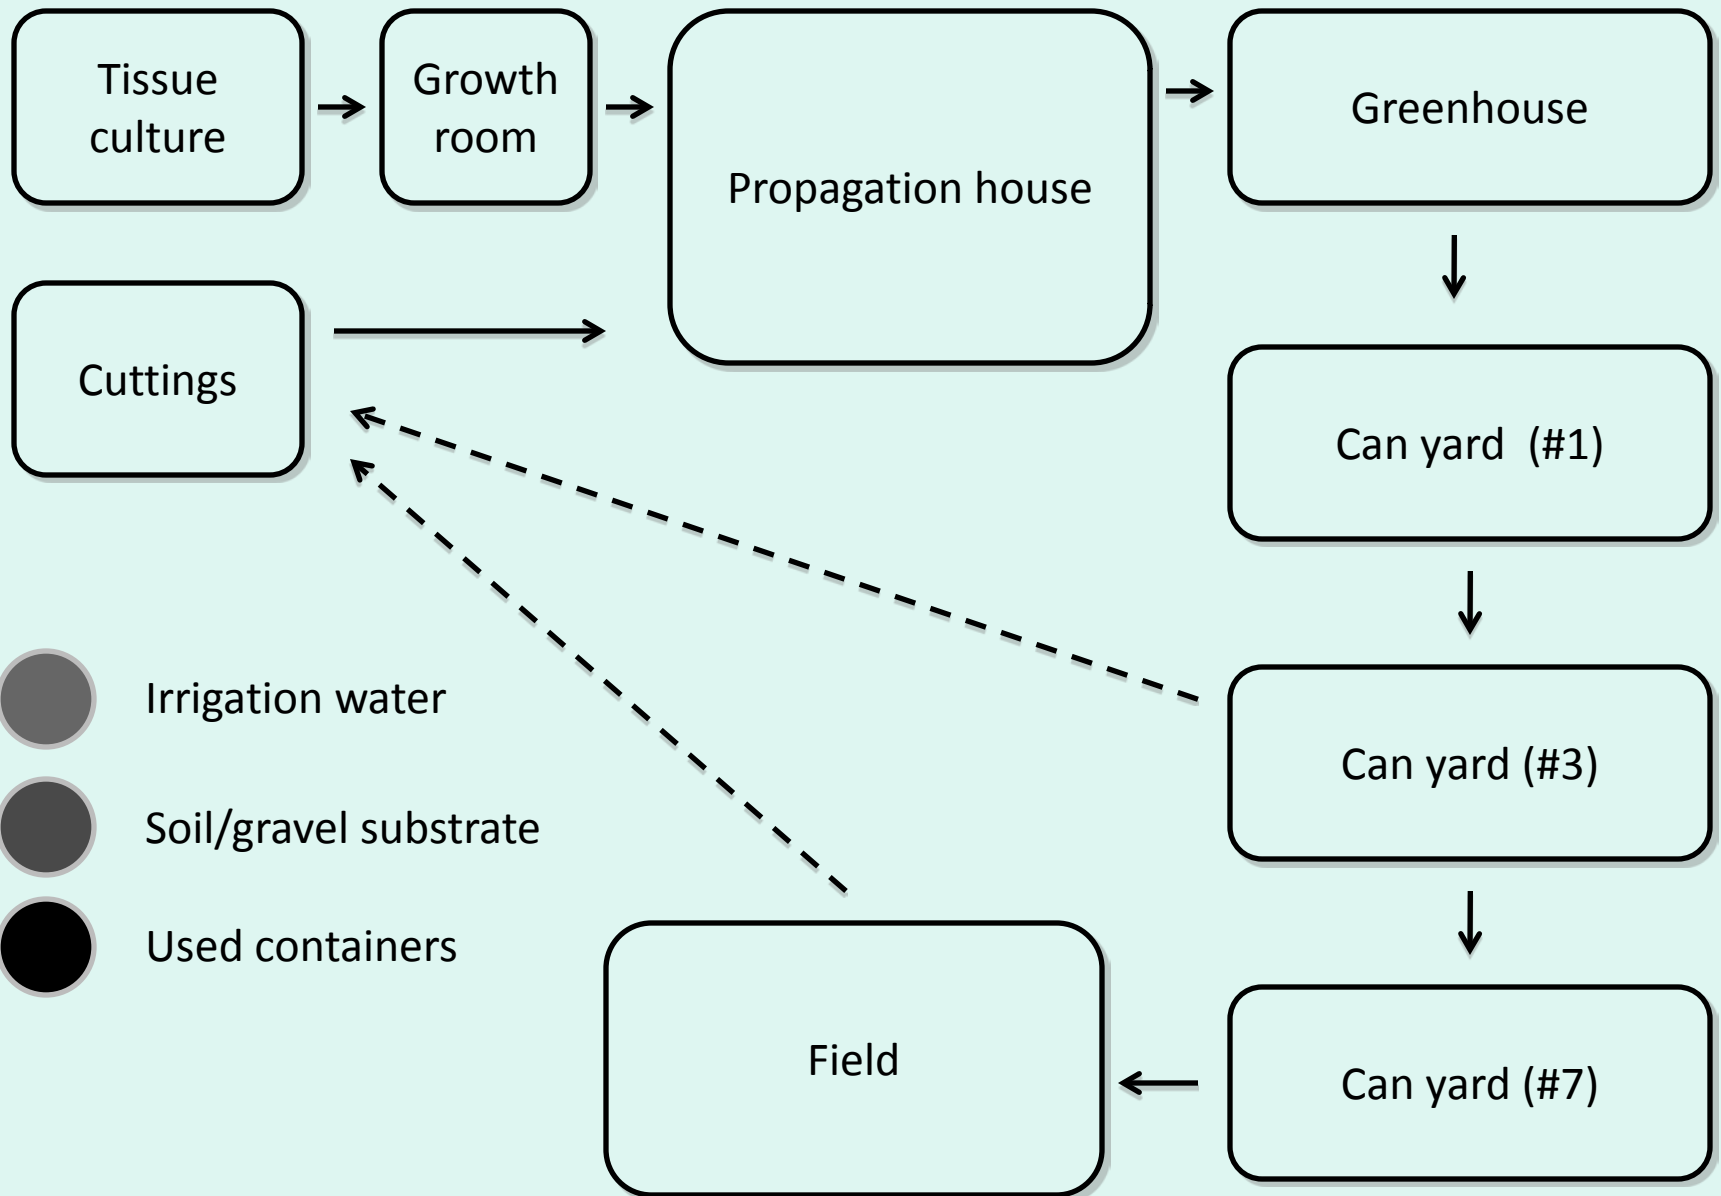 Tissue
culture
Growth
room
Propagation house
Greenhouse
Cuttings
Can yard  (#1)
Can yard (#3)
Can yard (#7)
Field
Irrigation water
Soil/gravel substrate
Used containers